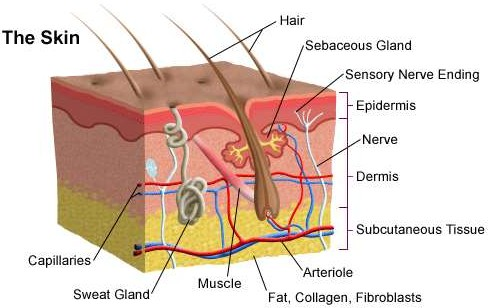 The Skin
Hair
Sebaceous Gland
Sensory Nerve Ending
Epidermis
Nerve
Dermis
Subcutaneous Tissue
Capillaries
Sweat Gland
Muscle
Arteriole
Fat, Collagen, Fibroblasts